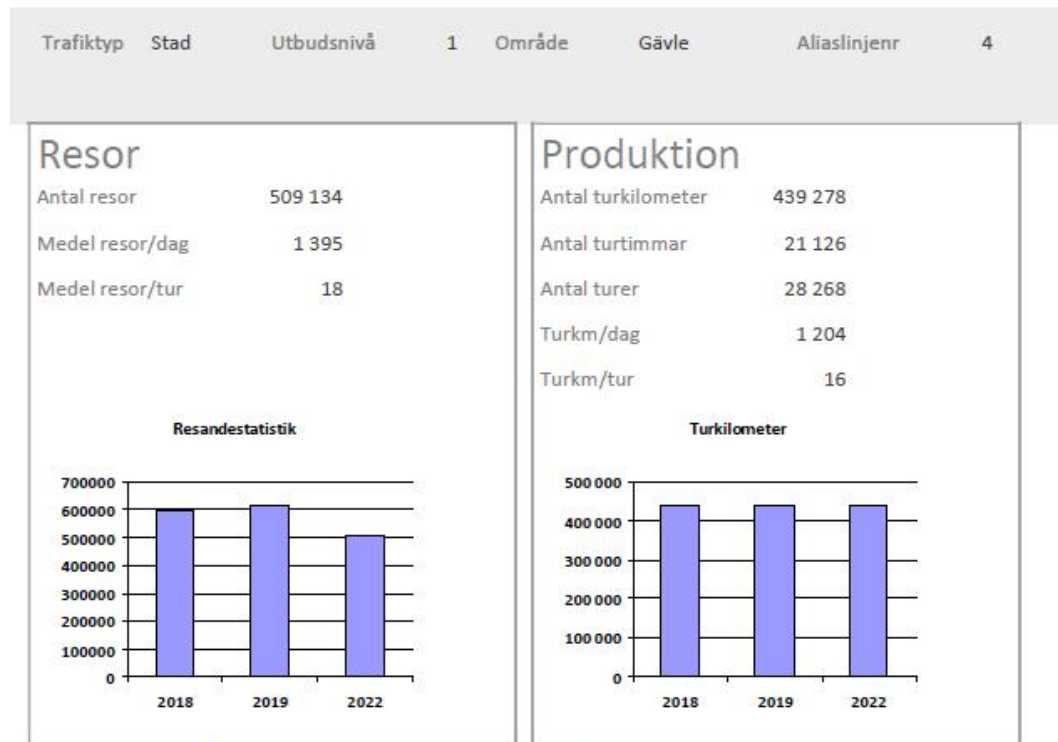 Trafiktyp Stad Utbudsnivå 1 Område Gävle Aliaslinjenr 4
Resor
Antal resor 509 134
Medel resor/dag 1 395
Medel resor/tur 18
Resandestatistik
700000
600000
500000
400000
300000
200000
100000
0
2018 2019 2022
Produktion
Antal turkilometer 439 278
Antal turtimmar 21 126
Antal turer 28 268
Turkm/dag 1 204
Turkm/tur 16
Turkilometer
500 000
400 000
300 000
200 000
100 000
0
2018 2019 2022